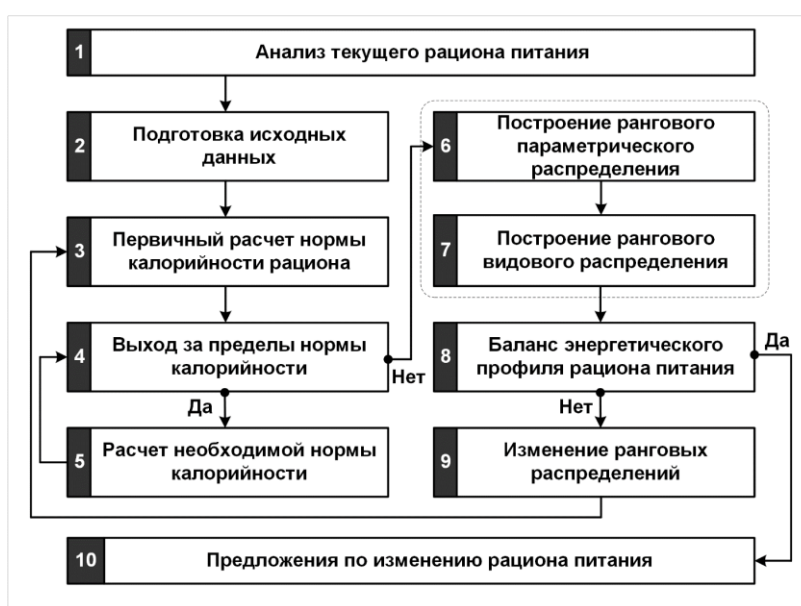 1
Анализ текущего рациона питания
2
Подготовка исходных
данных
3
Первичный расчет нормы
калорийности рациона
4
Выход за пределы нормы
калорийности
Нет
Да
5
Расчет необходимой нормы
калорийности
6
Построение рангового
параметрического
распределения
7
Построение рангового
видового распределения
8
Баланс энергетического
профиля рациона питания
Да
Нет
9
Изменение ранговых
распределений
10
Предложения по изменению рациона питания